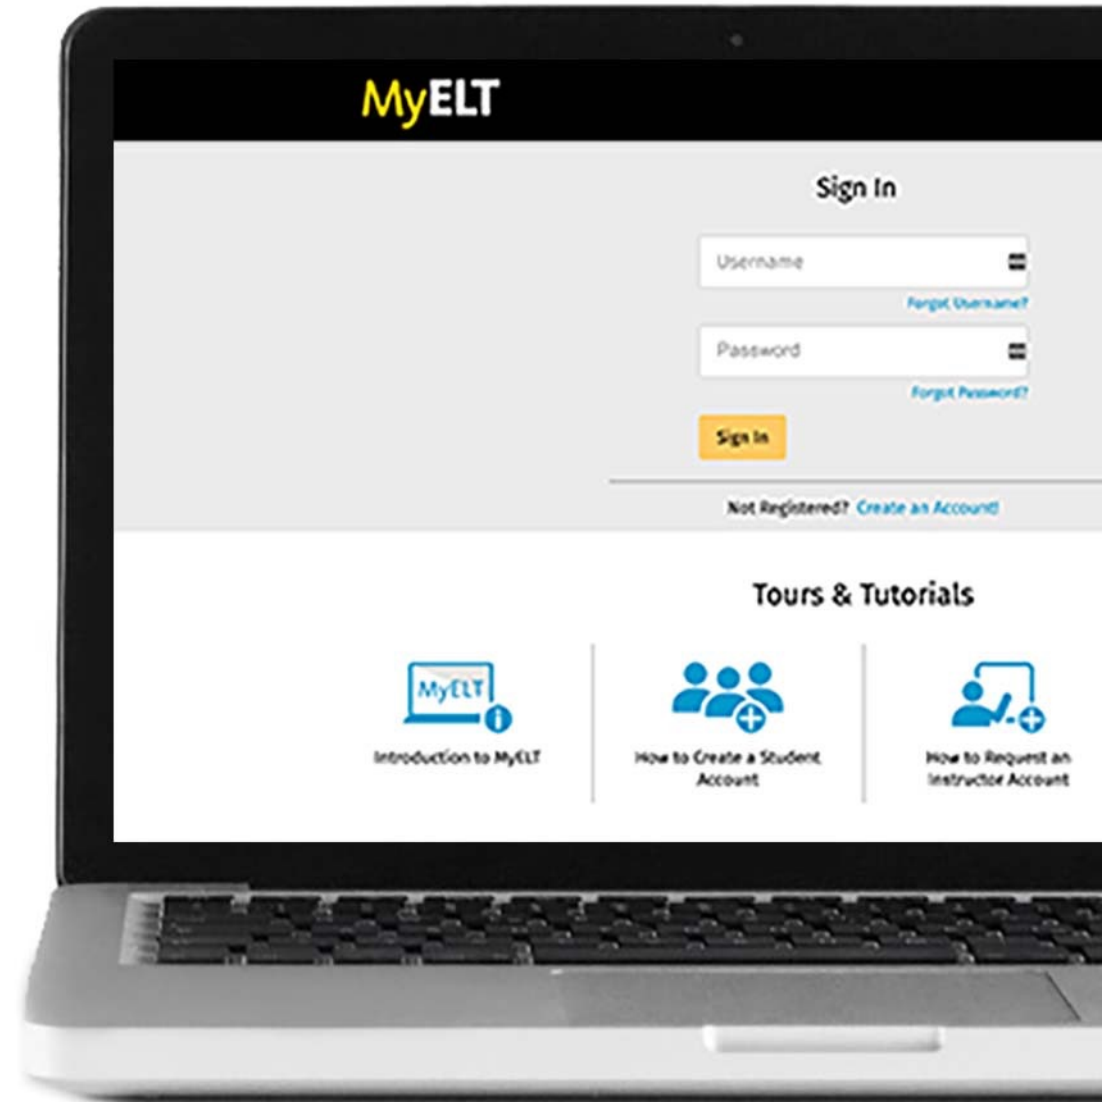 MyELT
Sign In
Username
Forgot Username?
Password
Forgot Password?
Sign In
Not Registered? Create an Account!
Tours & Tutorials
MyELT
Introduction to MyELT
How to Create a Student
Account
How to Request an
Instructor Account